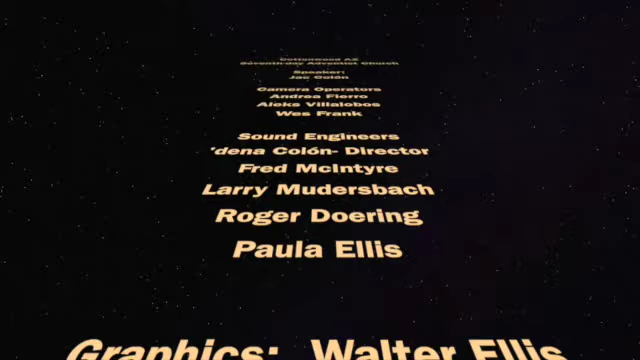 Cottonwood AZ
Seventh-day Adventist Church
Speaker:
Jae Colón
Camera Operators
Andrea Fierro
Aleks Villalobos
Wes Frank
Sound Engineers
'dena Colón- Director
Fred McIntyre
Larry Mudersbach
Roger Doering
Paula Ellis
Graphics: Walter Ellis